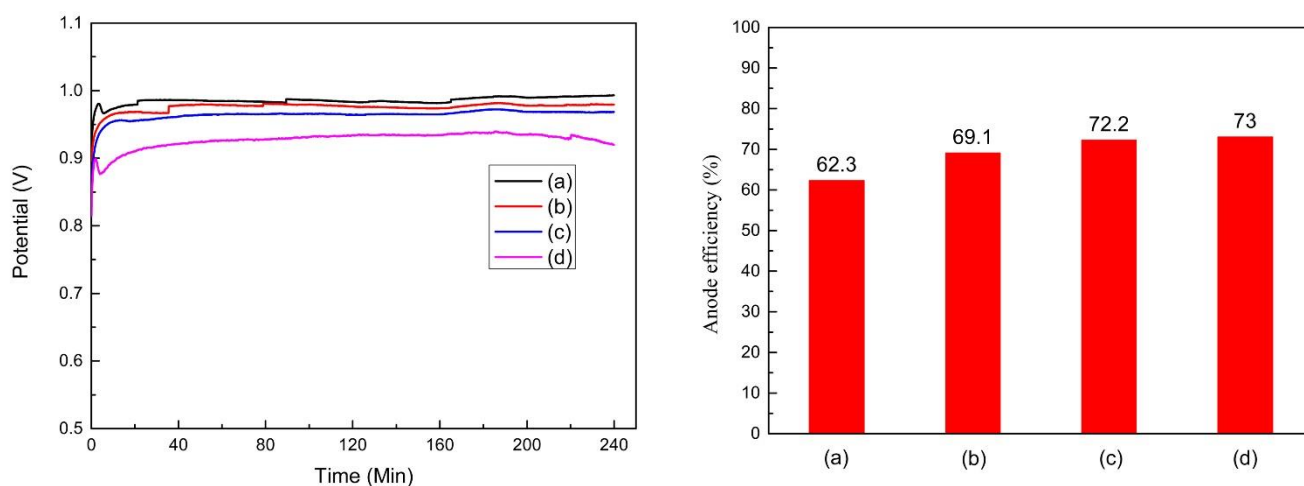 1.1
1.0
0.9
0.8
0.7
0.6
0.5
Potential (V)
0 40 80 120 160 200 240
Time (Min)
(a)
(b)
(c)
(d)
100
90
80
70
60
50
40
30
20
10
0
Anode efficiency (%)
62.3
69.1
72.2
73
(a) (b) (c) (d)